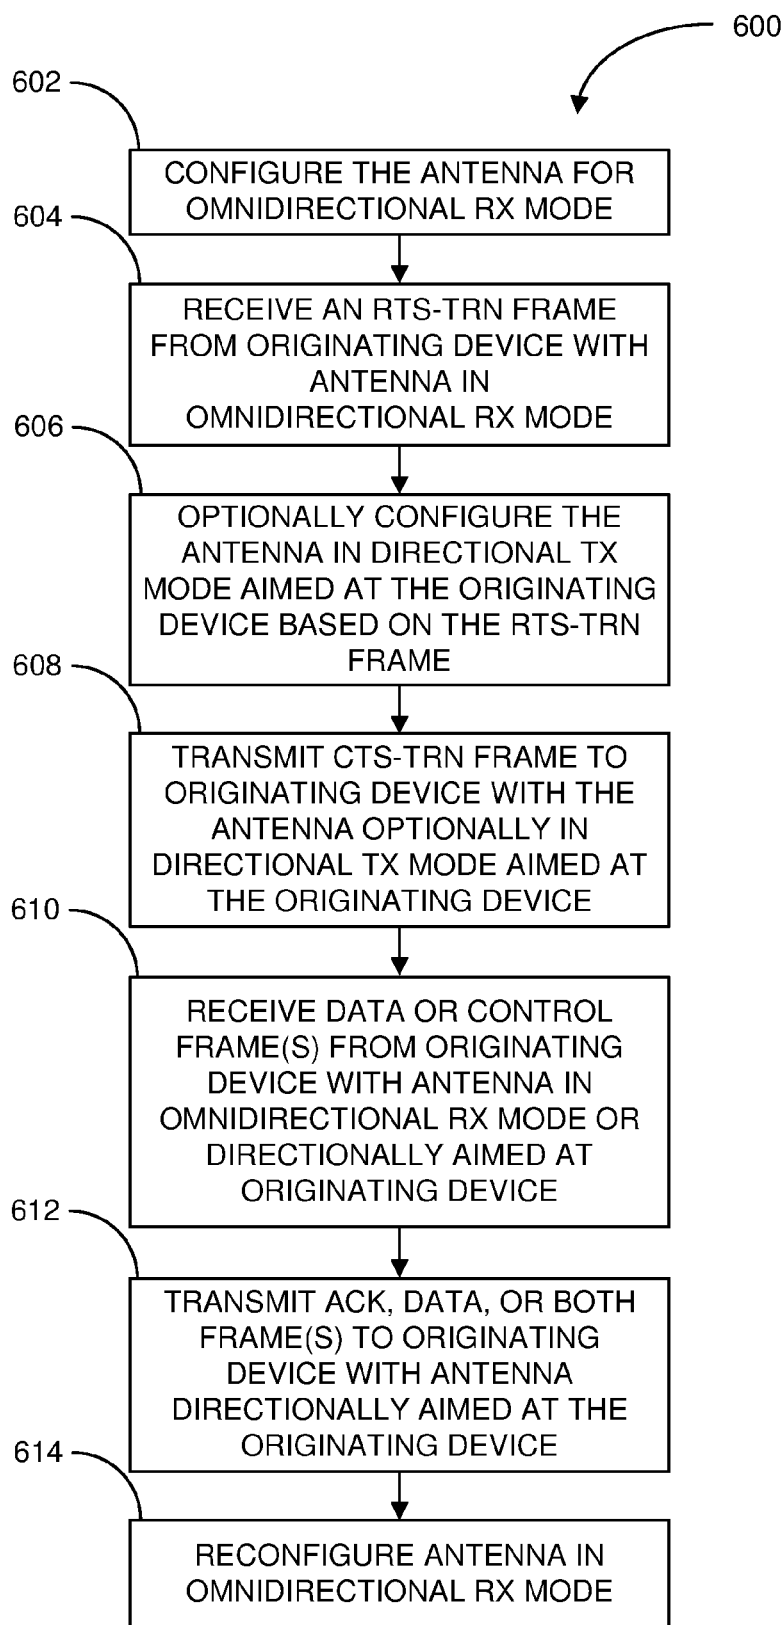 600
602
CONFIGURE THE ANTENNA FOR
OMNIDIRECTIONAL RX MODE
604
RECEIVE AN RTS-TRN FRAME
FROM ORIGINATING DEVICE WITH
ANTENNA IN
OMNIDIRECTIONAL RX MODE
606
OPTIONALLY CONFIGURE THE
ANTENNA IN DIRECTIONAL TX
MODE AIMED AT THE ORIGINATING
DEVICE BASED ON THE RTS-TRN
FRAME
608
TRANSMIT CTS-TRN FRAME TO
ORIGINATING DEVICE WITH THE
ANTENNA OPTIONALLY IN
DIRECTIONAL TX MODE AIMED AT
THE ORIGINATING DEVICE
610
RECEIVE DATA OR CONTROL
FRAME(S) FROM ORIGINATING
DEVICE WITH ANTENNA IN
OMNIDIRECTIONAL RX MODE OR
DIRECTIONALLY AIMED AT
ORIGINATING DEVICE
612
TRANSMIT ACK, DATA, OR BOTH
FRAME(S) TO ORIGINATING
DEVICE WITH ANTENNA
DIRECTIONALLY AIMED AT THE
ORIGINATING DEVICE
614
RECONFIGURE ANTENNA IN
OMNIDIRECTIONAL RX MODE